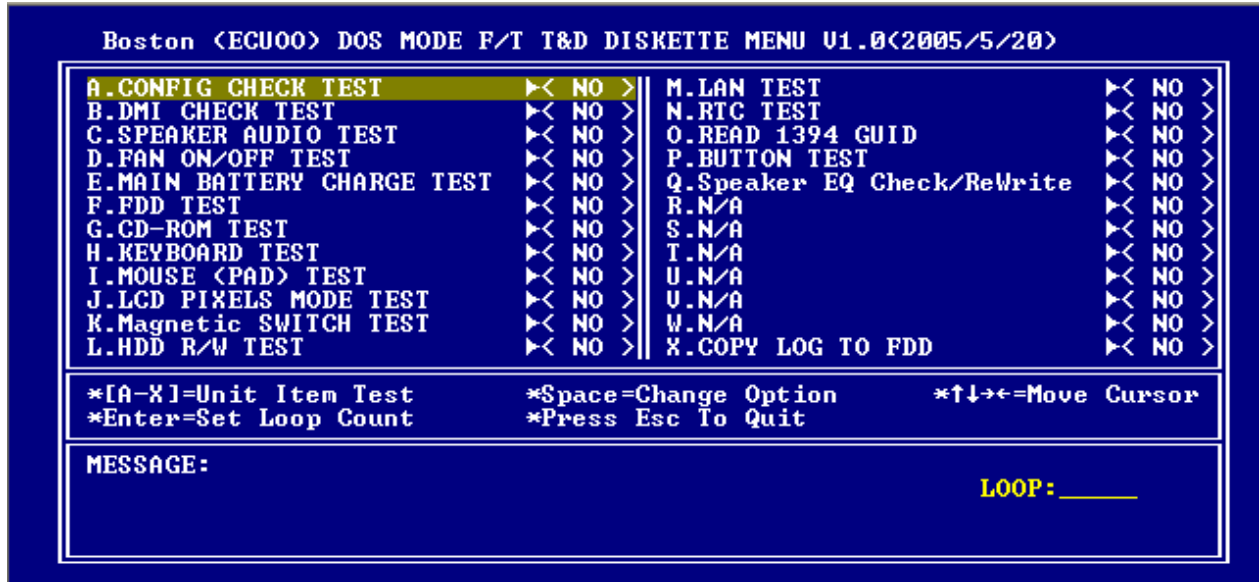 Boston (ECU00) DOS MODE F/T T&D DISKETTE MENU V1.0(2005/5/20)
A.CONFIG CHECK TEST ►< NO >
B.DMI CHECK TEST ►< NO >
C.SPEAKER AUDIO TEST ►< NO >
D.FAN ON/OFF TEST ►< NO >
E.MAIN BATTERY CHARGE TEST ►< NO >
F.FDD TEST ►< NO >
G.CD-ROM TEST ►< NO >
H.KEYBOARD TEST ►< NO >
I.MOUSE (PAD) TEST ►< NO >
J.LCD PIXELS MODE TEST ►< NO >
K.Magnetic SWITCH TEST ►< NO >
L.HDD R/W TEST ►< NO >
M.LAN TEST ►< NO >
N.RTC TEST ►< NO >
O.READ 1394 GUID ►< NO >
P.BUTTON TEST ►< NO >
Q.Speaker EQ Check/ReWrite ►< NO >
R.N/A ►< NO >
S.N/A ►< NO >
T.N/A ►< NO >
U.N/A ►< NO >
V.N/A ►< NO >
W.N/A ►< NO >
X.COPY LOG TO FDD ►< NO >
*[A-X]=Unit Item Test *Space=Change Option *↑↓→←=Move Cursor
*Enter=Set Loop Count *Press Esc To Quit
MESSAGE:
LOOP:______